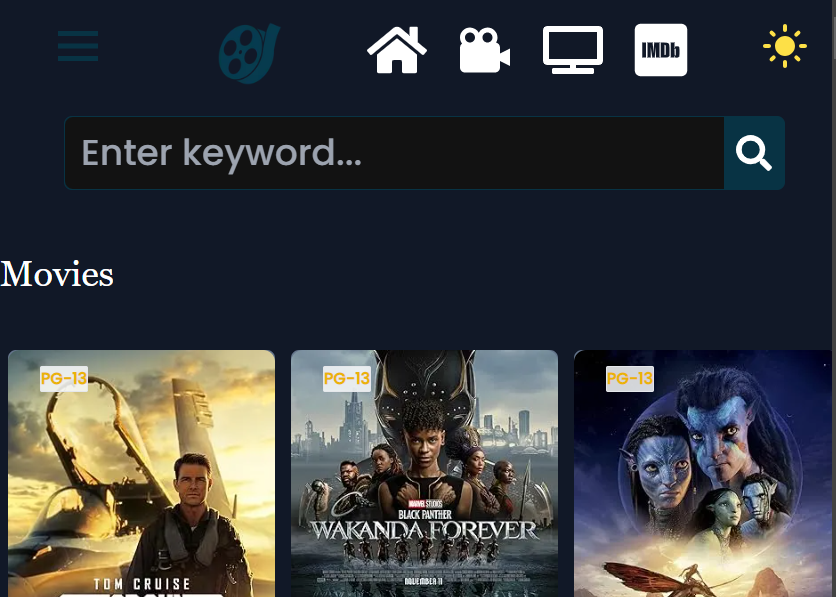 IMDb
Enter keyword...
Movies
PG-13
PG-13
PG-13
MARVEL STUDIOS
BLACK PANTHER
WAKANDA FOREVER
NOVEMBER 11
TOM CRUISE